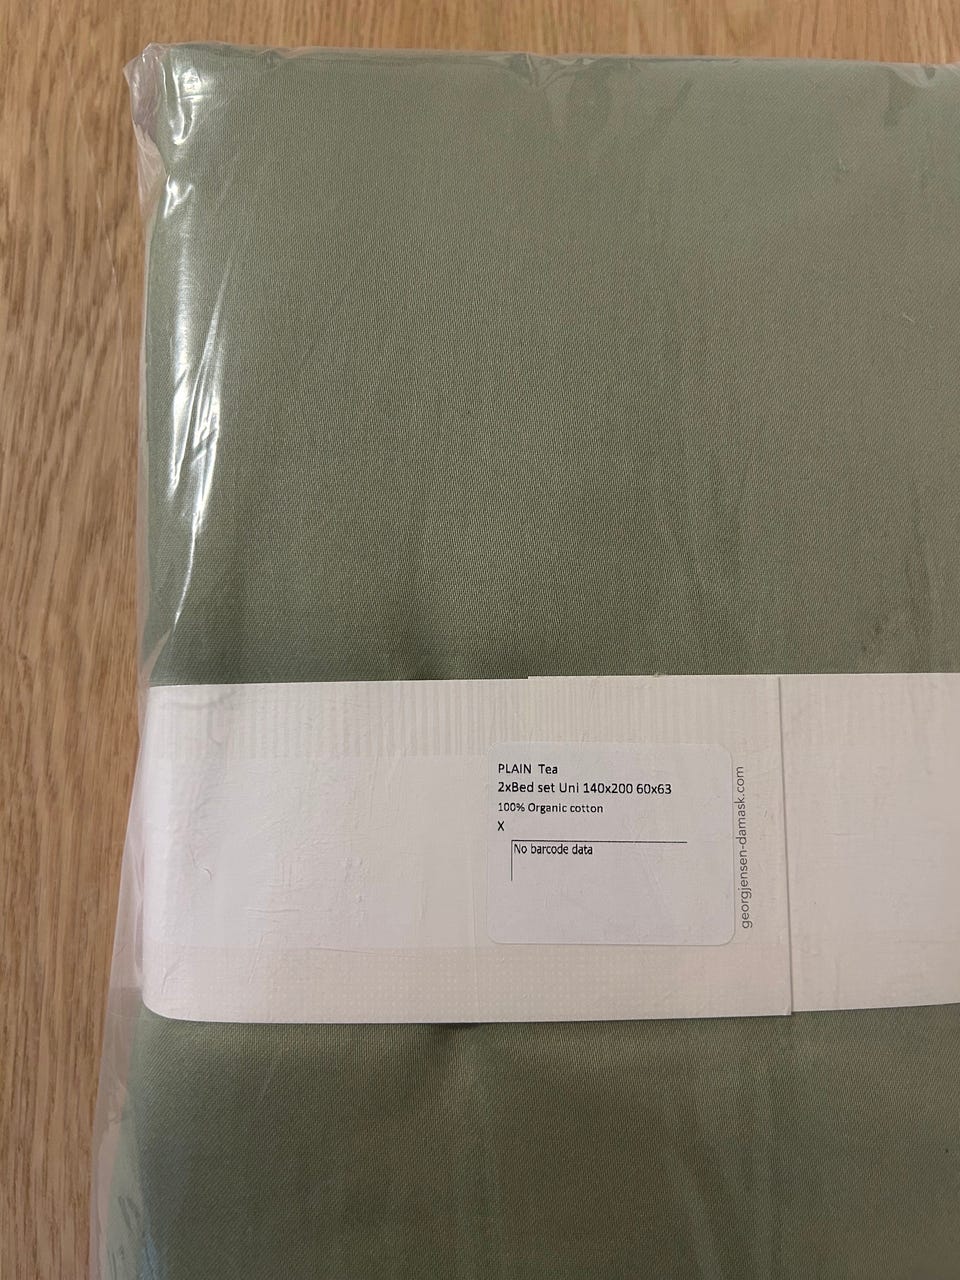 PLAIN Tea
2xBed set Uni 140x200 60x63
100% Organic cotton
X
No barcode data
georgjensen-damask.com